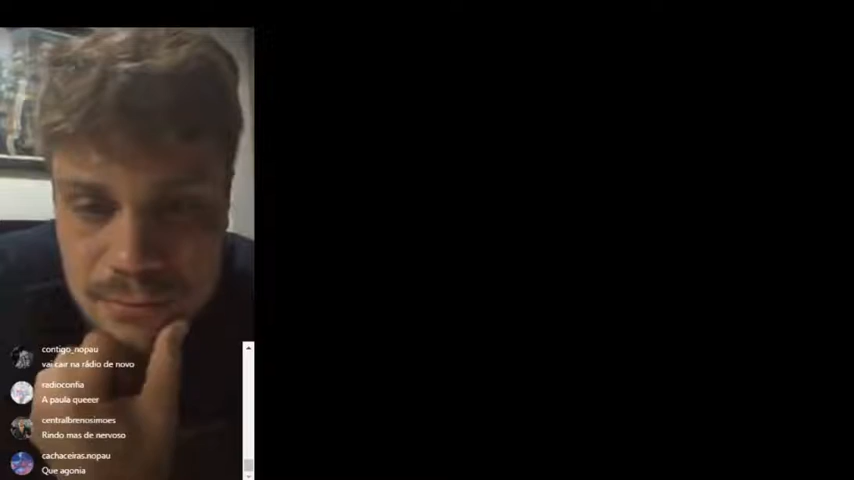 contigo_nopau
vai cair na rádio de novo
radioconfia
A paula queeer
centralbrenosimoes
Rindo mas de nervoso
cachaceiras.nopau
Que agonia